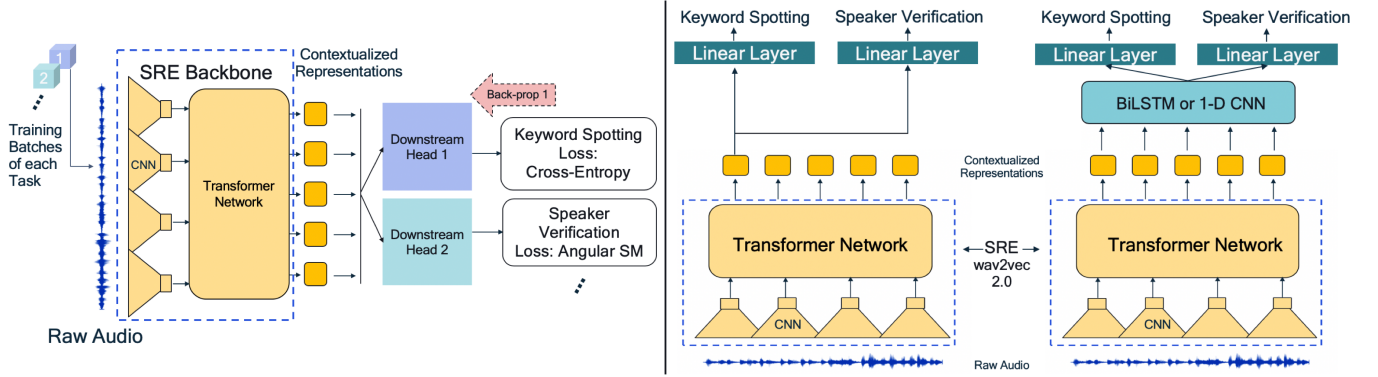 1
2
Training
Batches
of each
Task
SRE Backbone
CNN
Transformer
Network
Raw Audio
Contextualized
Representations
Back-prop 1
Downstream
Head 1
Keyword Spotting
Loss:
Cross-Entropy
Downstream
Head 2
Speaker
Verification
Loss: Angular SM
Keyword Spotting
Speaker Verification
Linear Layer
Linear Layer
Transformer Network
CNN
Contextualized
Representations
SRE
wav2vec
2.0
Raw Audio
Keyword Spotting
Speaker Verification
Linear Layer
Linear Layer
BiLSTM or 1-D CNN
Transformer Network
CNN